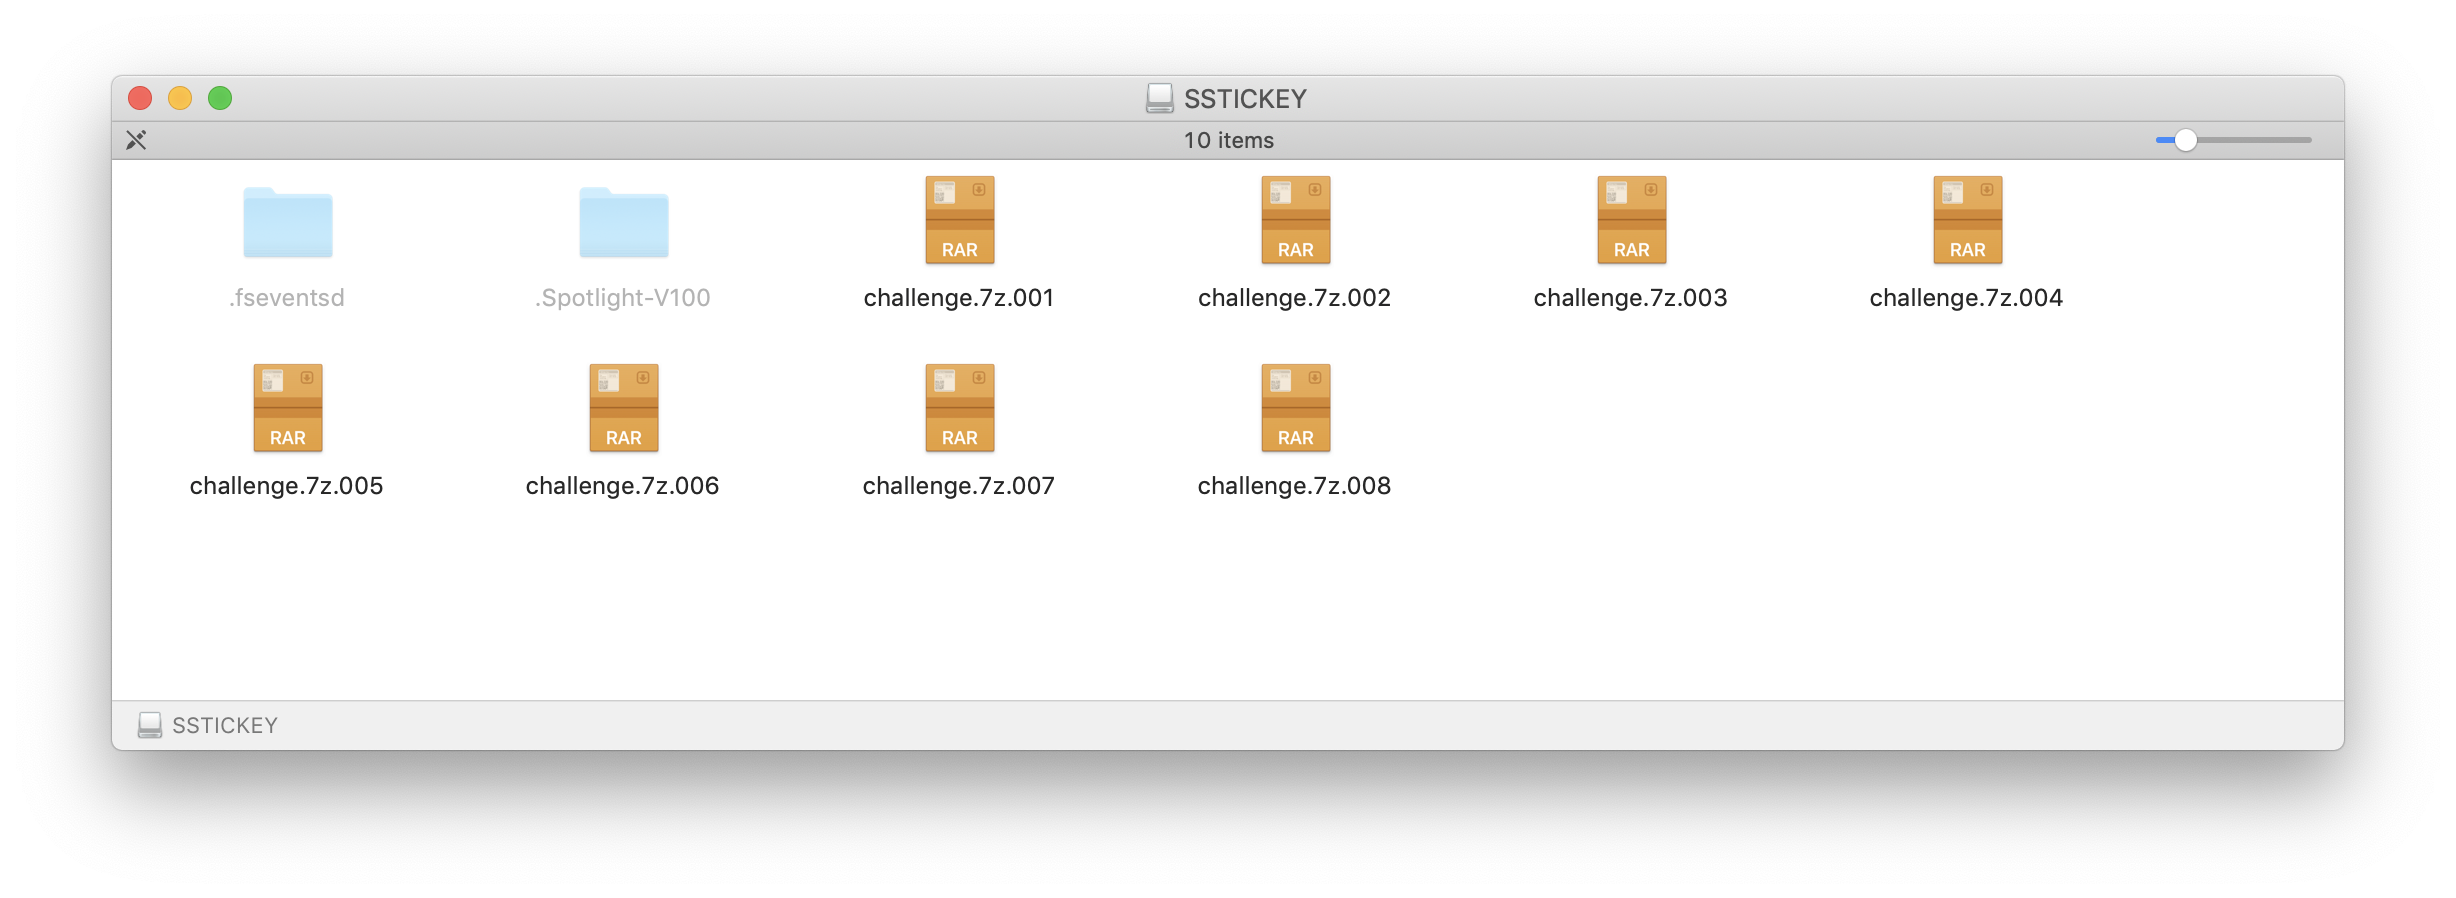 SSTICKEY
10 items
RAR RAR RAR RAR
.fseventsd .Spotlight-V100 challenge.7z.001 challenge.7z.002 challenge.7z.003 challenge.7z.004
RAR RAR RAR RAR
challenge.7z.005 challenge.7z.006 challenge.7z.007 challenge.7z.008
SSTICKEY